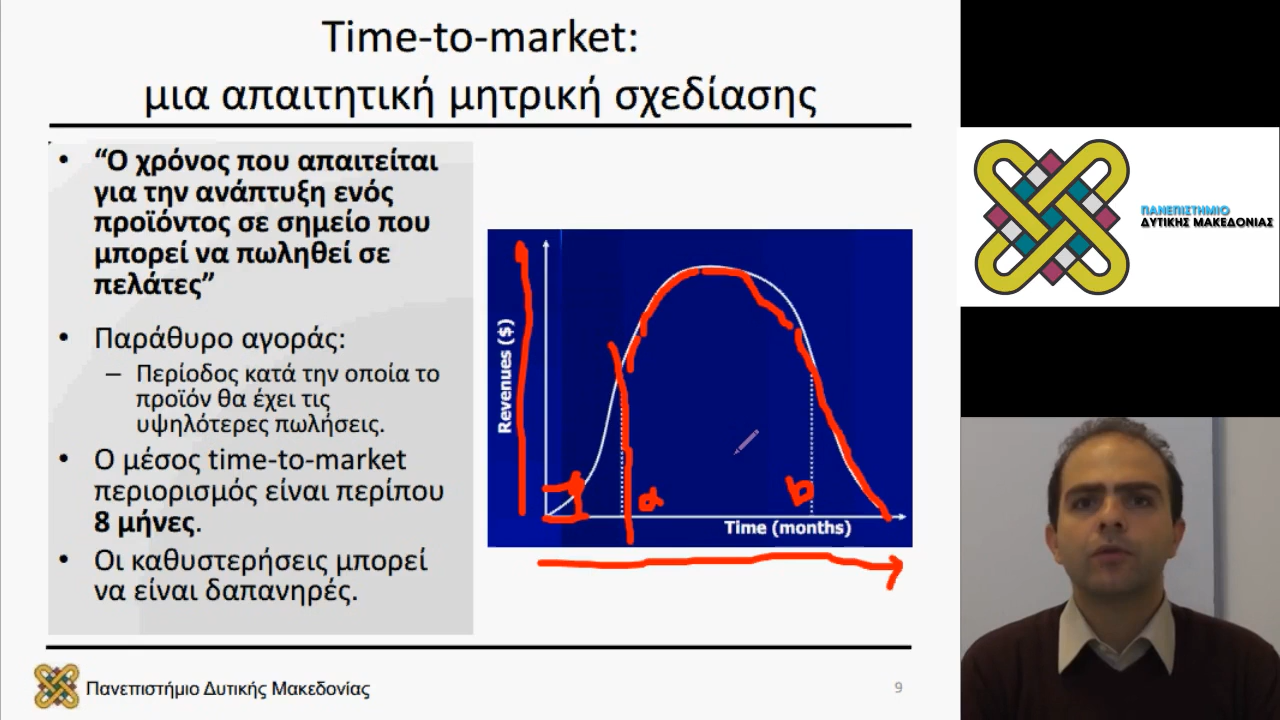 Time-to-market:
μια απαιτητική μητρική σχεδίασης
• “Ο χρόνος που απαιτείται
για την ανάπτυξη ενός
προϊόντος σε σημείο που
μπορεί να πωληθεί σε
πελάτες”
• Παράθυρο αγοράς:
– Περίοδος κατά την οποία το
προϊόν θα έχει τις
υψηλότερες πωλήσεις.
• Ο μέσος time-to-market
περιορισμός είναι περίπου
8 μήνες.
• Οι καθυστερήσεις μπορεί
να είναι δαπανηρές.
Revenues ($)
a
b
Time (months)
Πανεπιστήμιο Δυτικής Μακεδονίας
9
ΠΑΝΕΠΙΣΤΗΜΙΟ
ΔΥΤΙΚΗΣ ΜΑΚΕΔΟΝΙΑΣ